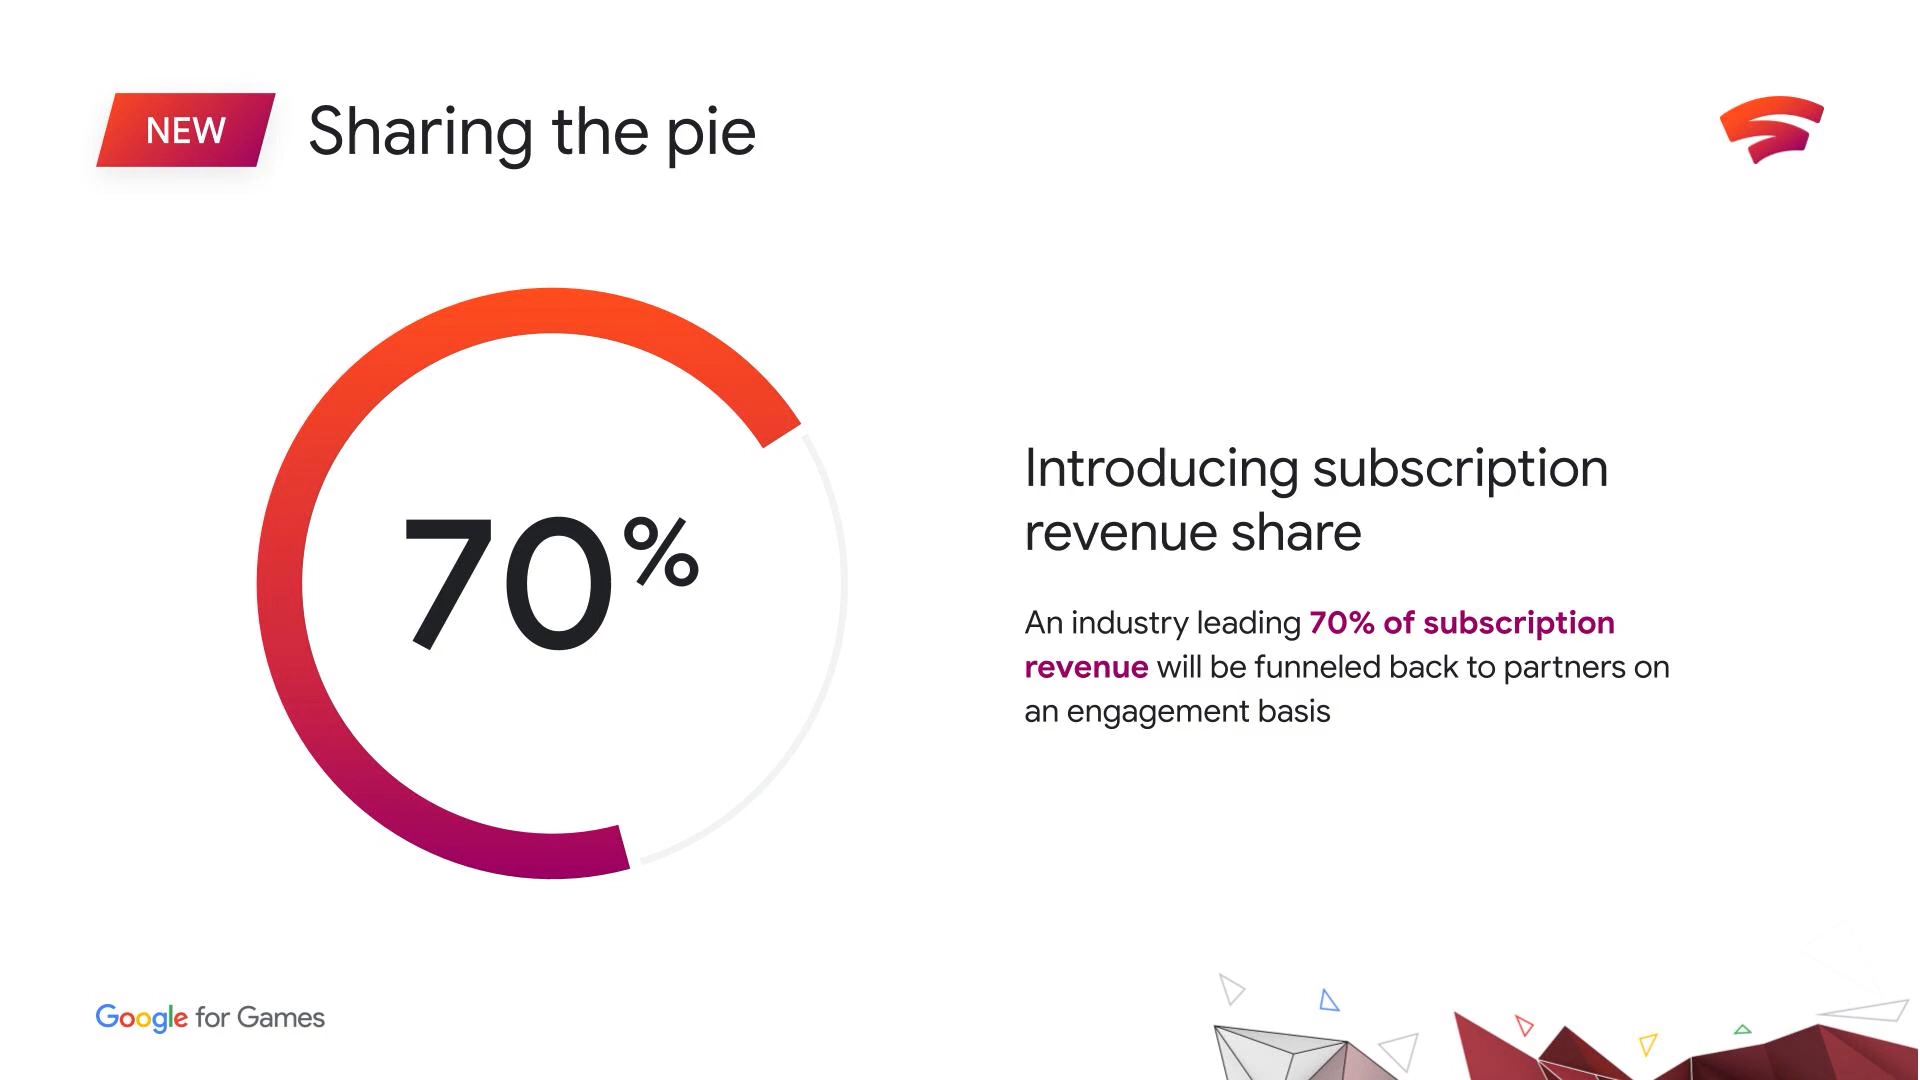 NEW
Sharing the pie
70%
Introducing subscription
revenue share
An industry leading 70% of subscription
revenue will be funneled back to partners on
an engagement basis
Google for Games